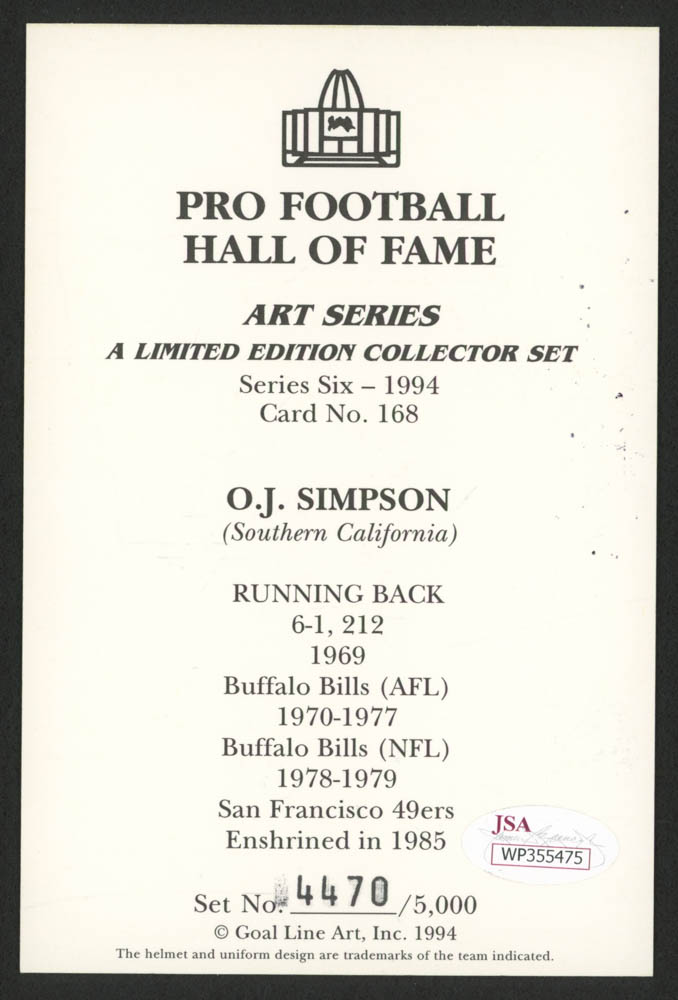 PRO FOOTBALL
HALL OF FAME
ART SERIES
A LIMITED EDITION COLLECTOR SET
Series Six – 1994
Card No. 168
O.J. SIMPSON
(Southern California)
RUNNING BACK
6-1, 212
1969
Buffalo Bills (AFL)
1970-1977
Buffalo Bills (NFL)
1978-1979
San Francisco 49ers
Enshrined in 1985
JSA
WP355475
Set No. 4470/5,000
© Goal Line Art, Inc. 1994
The helmet and uniform design are trademarks of the team indicated.